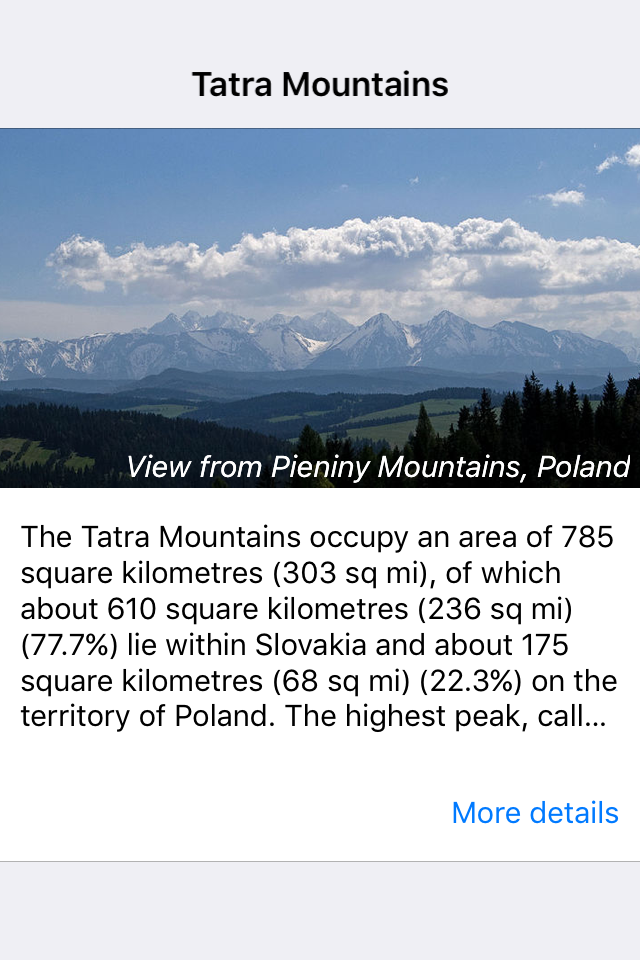 Tatra Mountains
View from Pieniny Mountains, Poland
The Tatra Mountains occupy an area of 785
square kilometres (303 sq mi), of which
about 610 square kilometres (236 sq mi)
(77.7%) lie within Slovakia and about 175
square kilometres (68 sq mi) (22.3%) on the
territory of Poland. The highest peak, call...
More details